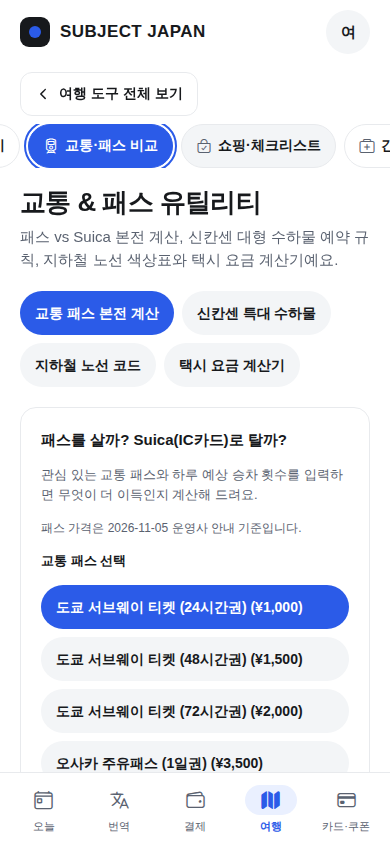 SUBJECT JAPAN
여
여행 도구 전체 보기
교통·패스 비교
쇼핑·체크리스트
교통 & 패스 유틸리티
패스 vs Suica 본전 계산, 신칸센 대형 수하물 예약 규
칙, 지하철 노선 색상표와 택시 요금 계산기예요.
교통 패스 본전 계산
신칸센 특대 수하물
지하철 노선 코드
택시 요금 계산기
패스를 살까? Suica(IC카드)로 탈까?
관심 있는 교통 패스와 하루 예상 승차 횟수를 입력하
면 무엇이 더 이득인지 계산해 드려요.
패스 가격은 2026-11-05 운영사 안내 기준입니다.
교통 패스 선택
도쿄 서브웨이 티켓 (24시간권) (¥1,000)
도쿄 서브웨이 티켓 (48시간권) (¥1,500)
도쿄 서브웨이 티켓 (72시간권) (¥2,000)
오사카 주유패스 (1일권) (¥3,500)
오늘
번역
결제
여행
카드·쿠폰